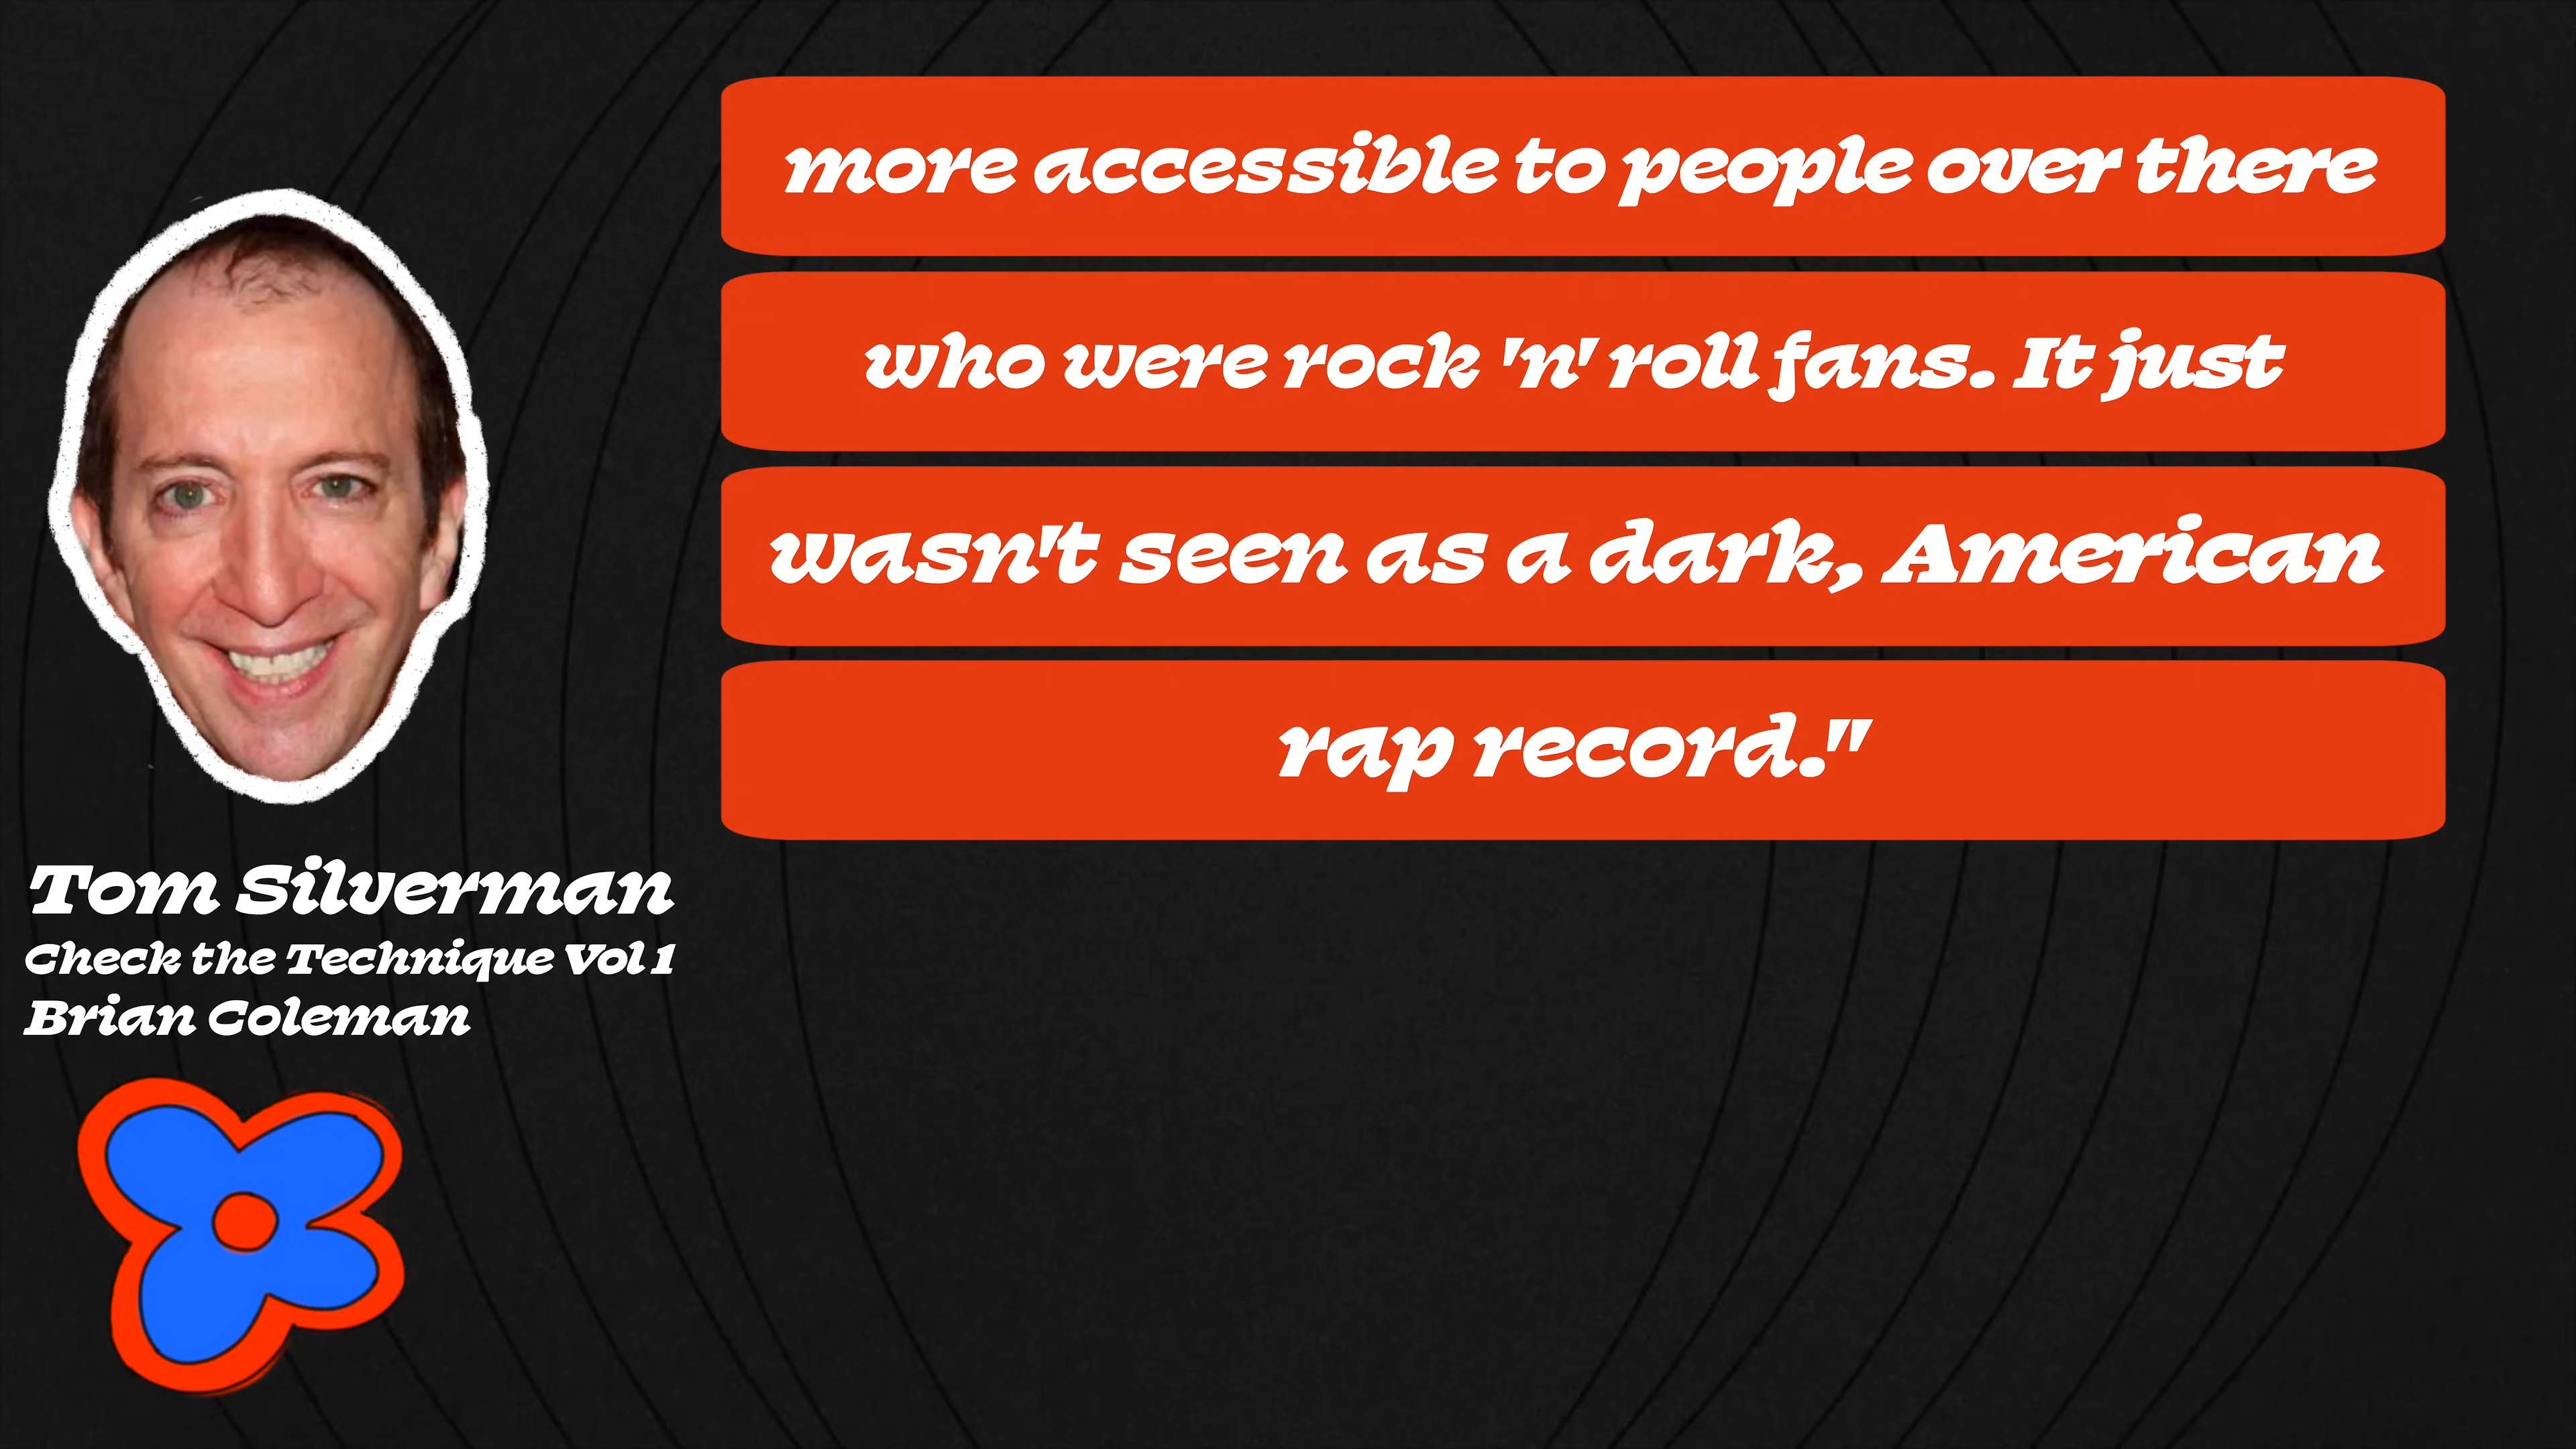 more accessible to people over there
who were rock 'n' roll fans. It just
wasn't seen as a dark, American
rap record."
Tom Silverman
Check the Technique Vol 1
Brian Coleman